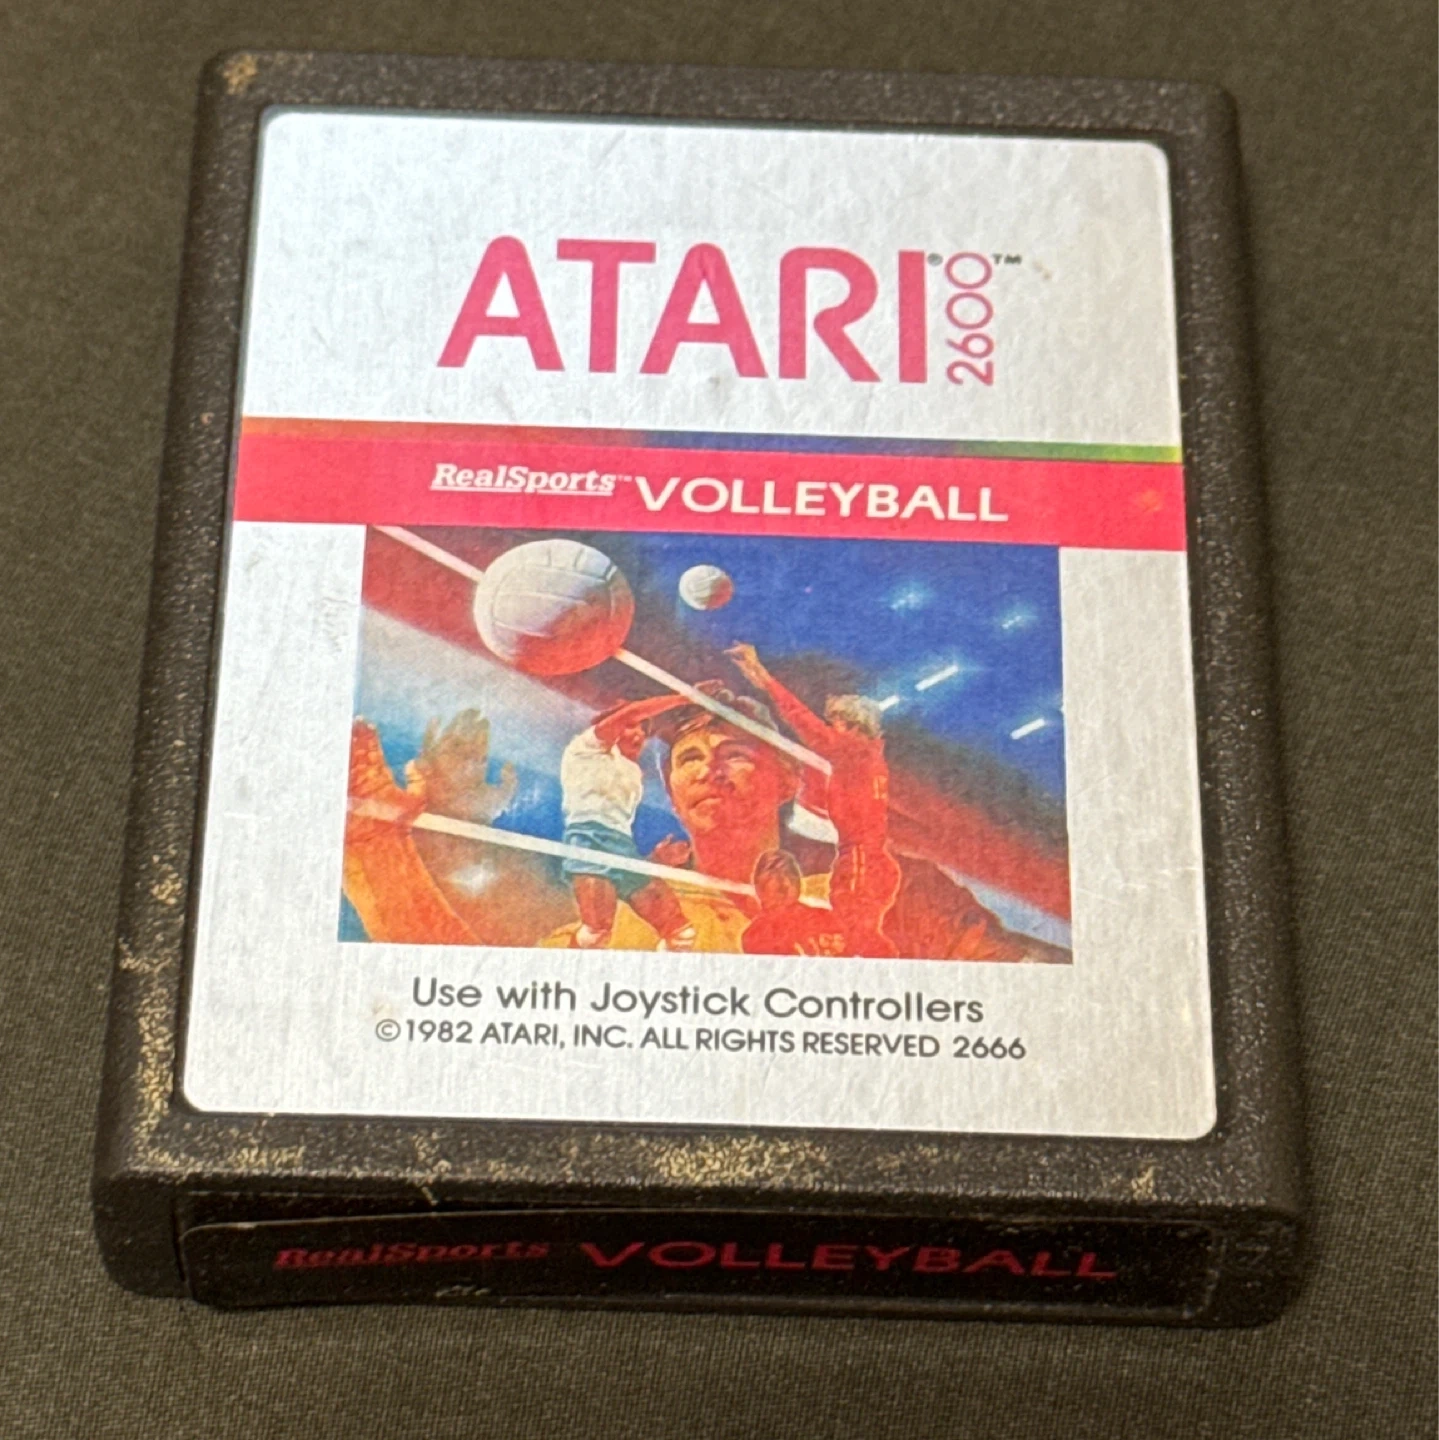 ATARI® 2600™
RealSports™ VOLLEYBALL
Use with Joystick Controllers
©1982 ATARI, INC. ALL RIGHTS RESERVED 2666
RealSports VOLLEYBALL